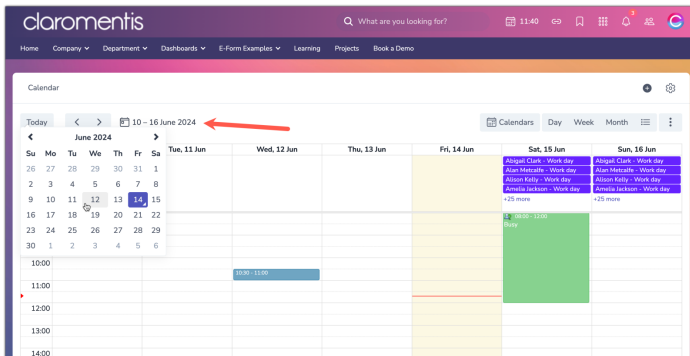 claromentis
What are you looking for?
11:40
3
Home Company Department Dashboards E-Form Examples Learning Projects Book a Demo
Calendar
Today 10 – 16 June 2024 Calendars Day Week Month
June 2024
Su Mo Tu We Th Fr Sa
26 27 28 29 30 31 1
2 3 4 5 6 7 8
9 10 11 12 13 14 15
16 17 18 19 20 21 22
23 24 25 26 27 28 29
30 1 2 3 4 5 6
Tue, 11 Jun Wed, 12 Jun Thu, 13 Jun Fri, 14 Jun Sat, 15 Jun Sun, 16 Jun
Abigail Clark - Work day Abigail Clark - Work day
Alan Metcalfe - Work day Alan Metcalfe - Work day
Alison Kelly - Work day Alison Kelly - Work day
Amelia Jackson - Work day Amelia Jackson - Work day
+25 more +25 more
08:00 - 12:00
Busy
10:00
10:30 - 11:00
11:00
12:00
13:00
14:00